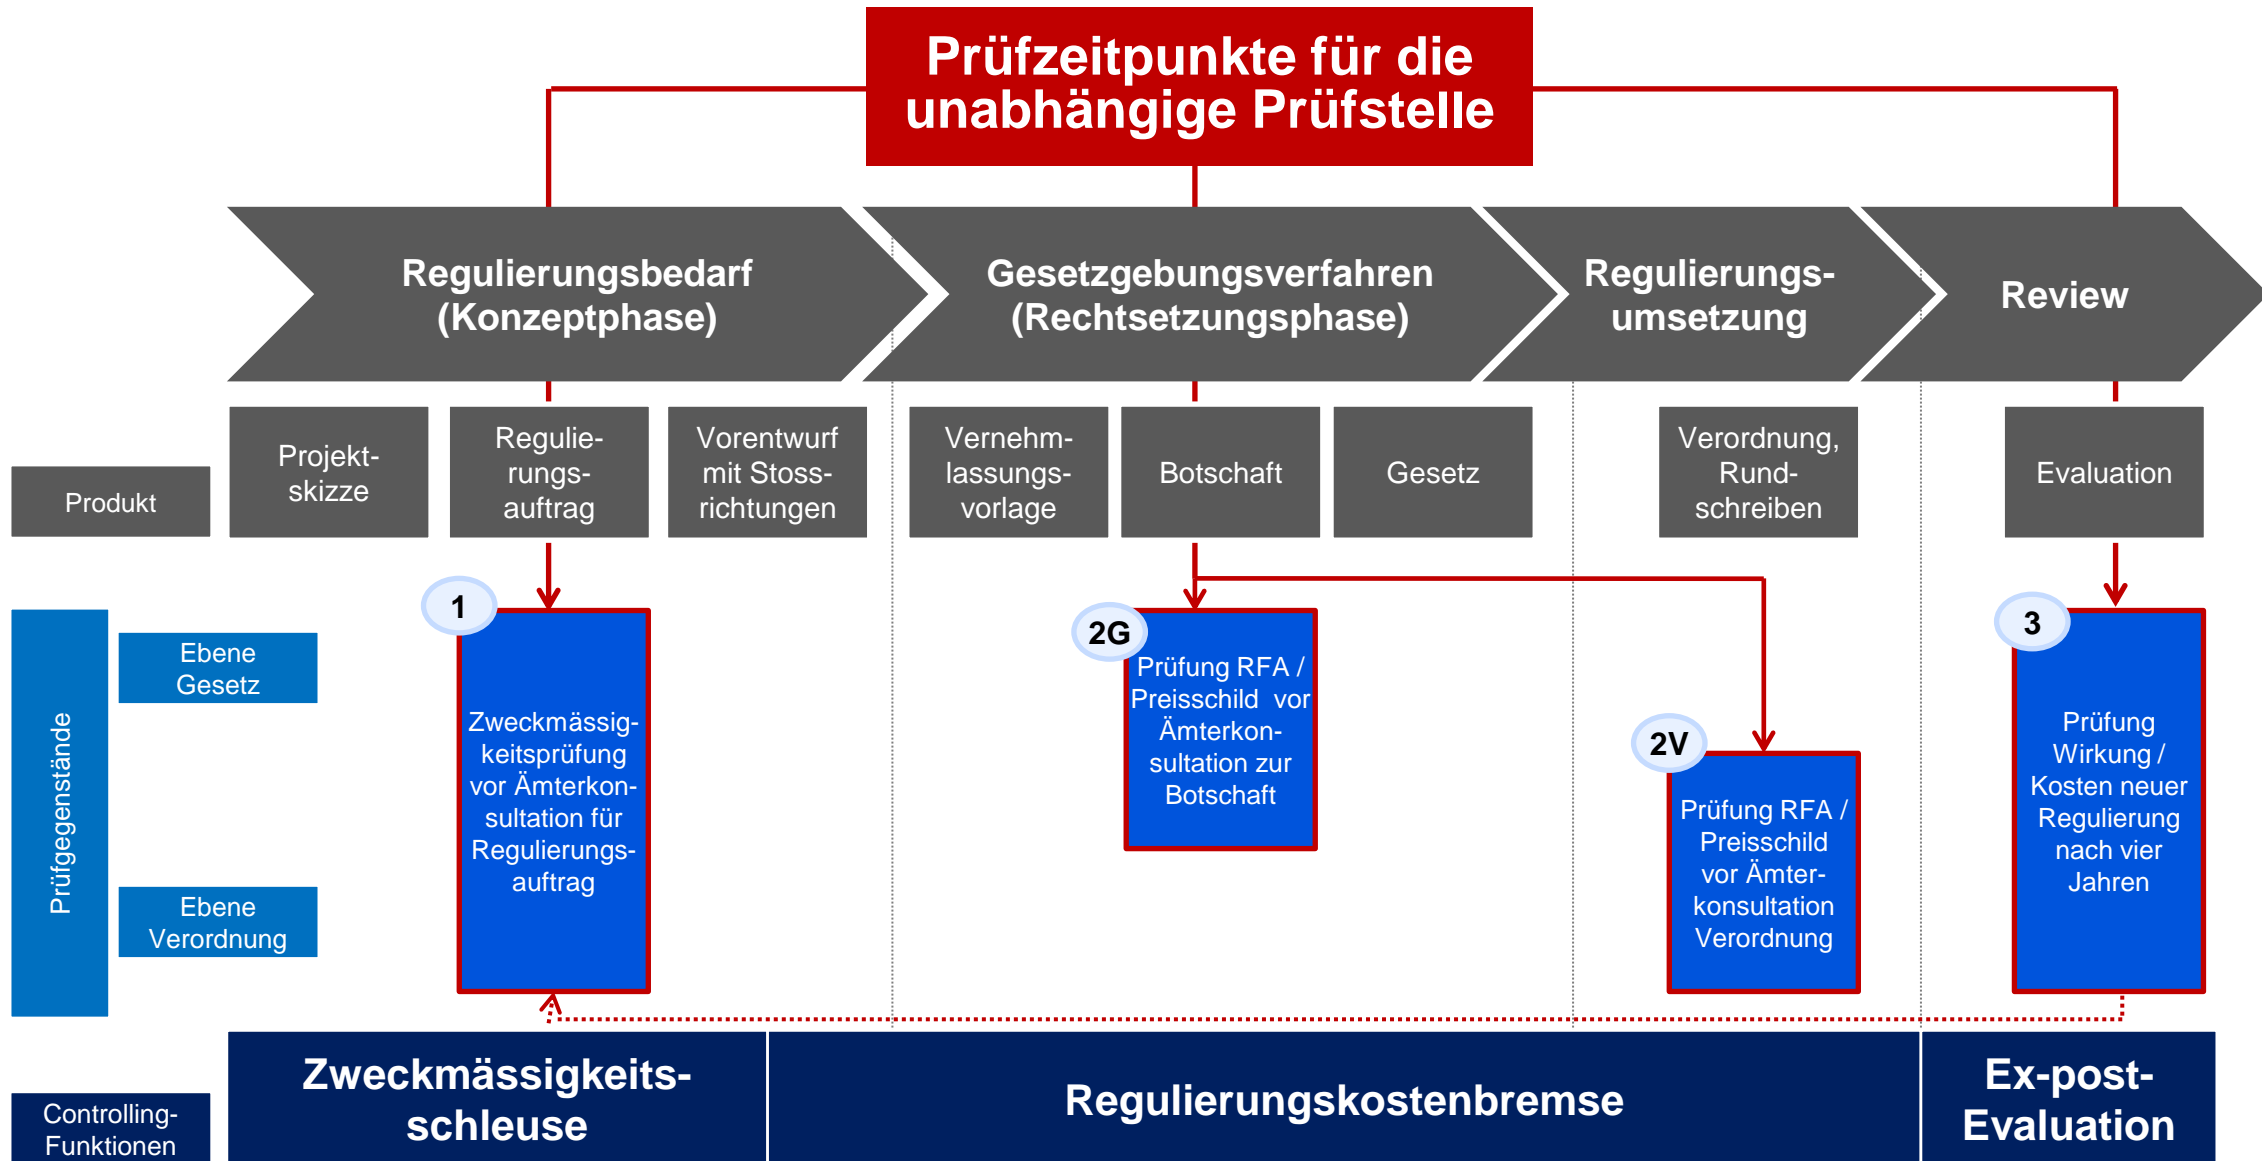 Prüfzeitpunkte für die
unabhängige Prüfstelle
Regulierungsbedarf
(Konzeptphase)
Gesetzgebungsverfahren
(Rechtsetzungsphase)
Regulierungs-
umsetzung
Review
Produkt
Projekt-
skizze
Regulie-
rungs-
auftrag
Vorentwurf
mit Stoss-
richtungen
Vernehm-
lassungs-
vorlage
Botschaft
Gesetz
Verordnung,
Rund-
schreiben
Evaluation
Prüfgegenstände
Ebene
Gesetz
Ebene
Verordnung
1
Zweckmässig-
keitsprüfung
vor Ämterkon-
sultation für
Regulierungs-
auftrag
2G
Prüfung RFA /
Preisschild vor
Ämterkon-
sultation zur
Botschaft
2V
Prüfung RFA /
Preisschild
vor Ämter-
konsultation
Verordnung
3
Prüfung
Wirkung /
Kosten neuer
Regulierung
nach vier
Jahren
Controlling-
Funktionen
Zweckmässigkeits-
schleuse
Regulierungskostenbremse
Ex-post-
Evaluation